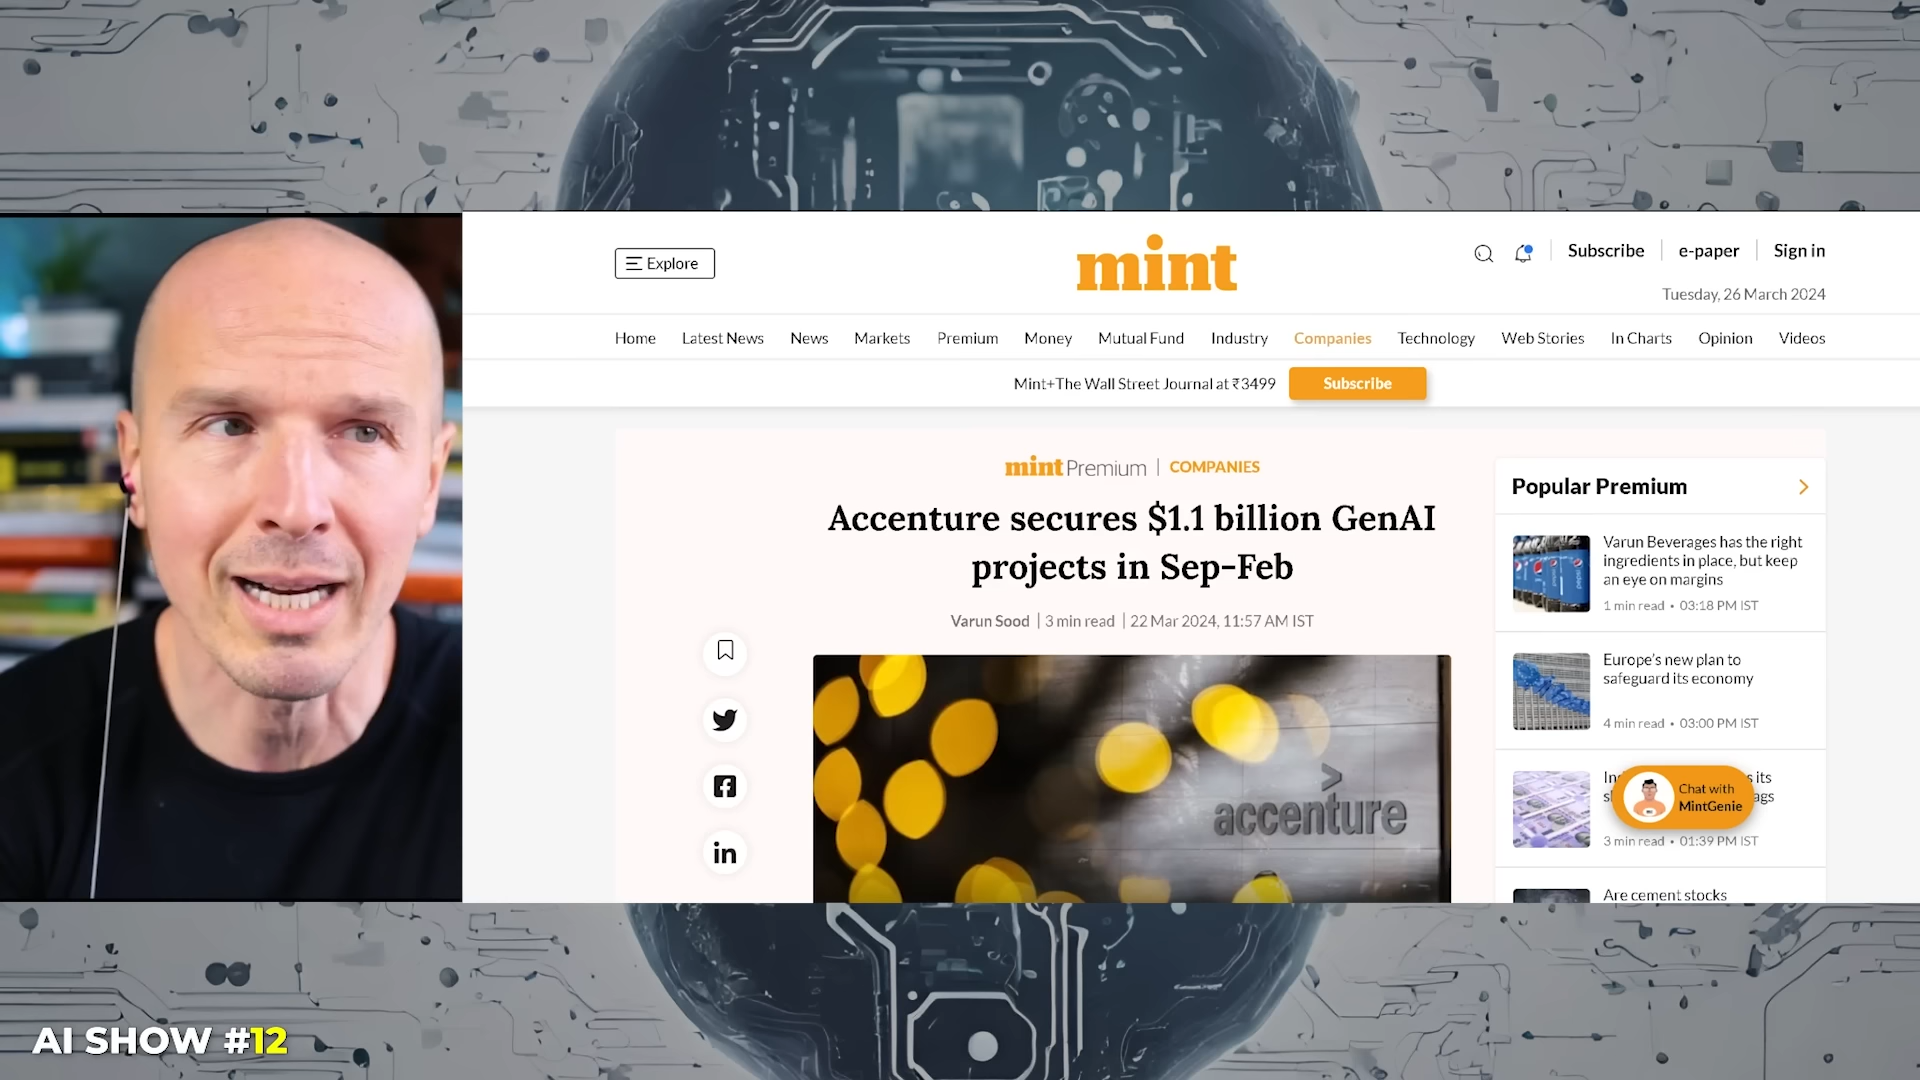 Explore
mint
Subscribe
e-paper
Sign in
Tuesday, 26 March 2024
Home
Latest News
News
Markets
Premium
Money
Mutual Fund
Industry
Companies
Technology
Web Stories
In Charts
Opinion
Videos
Mint+The Wall Street Journal at ₹3499
Subscribe
mint Premium | COMPANIES
Accenture secures $1.1 billion GenAI
projects in Sep-Feb
Varun Sood | 3 min read | 22 Mar 2024, 11:57 AM IST
accenture
Popular Premium
Varun Beverages has the right
ingredients in place, but keep
an eye on margins
1 min read • 03:18 PM IST
Europe's new plan to
safeguard its economy
4 min read • 03:00 PM IST
its
Chat with
MintGenie
3 min read • 01:39 PM IST
Are cement stocks
AI SHOW #12